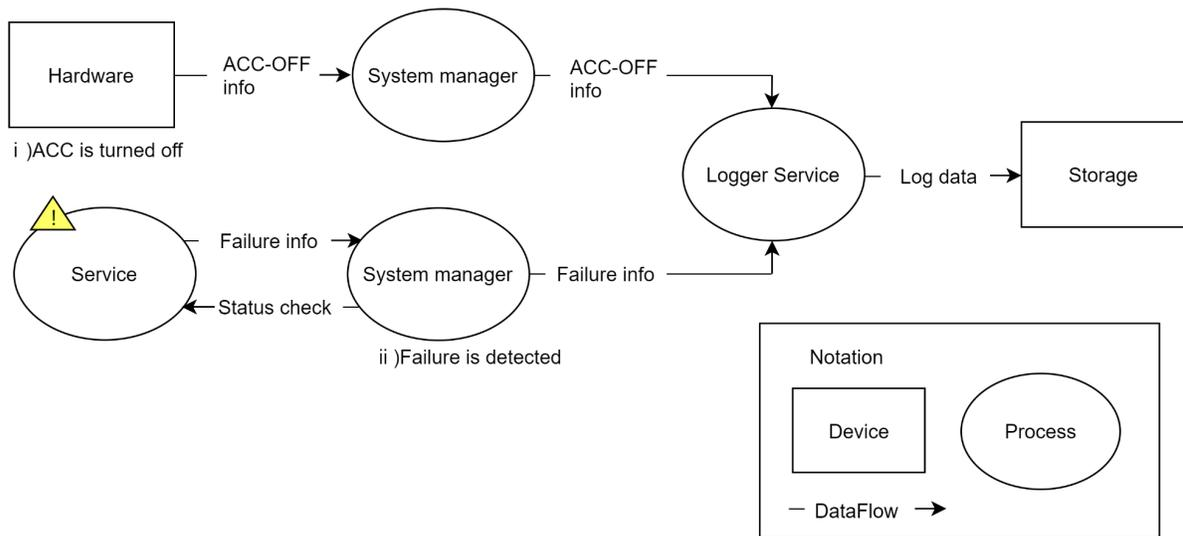 Hardware
ACC-OFF
info
System manager
ACC-OFF
info
i )ACC is turned off
Logger Service
Log data
Storage
!
Service
Failure info
Status check
System manager
Failure info
ii )Failure is detected
Notation
Device
Process
DataFlow